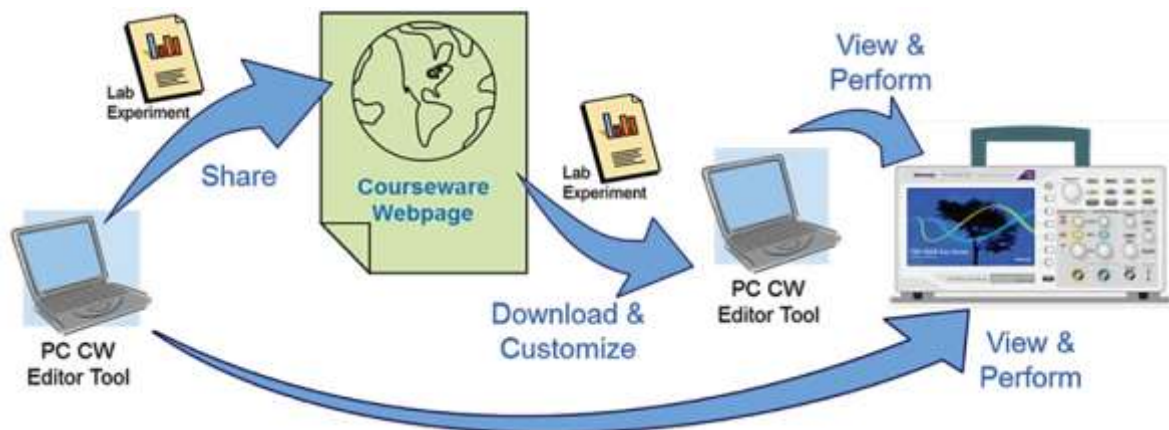 Lab
Experiment
Share
PC CW
Editor Tool
Courseware
Webpage
Lab
Experiment
Download &
Customize
PC CW
Editor Tool
View &
Perform
View &
Perform